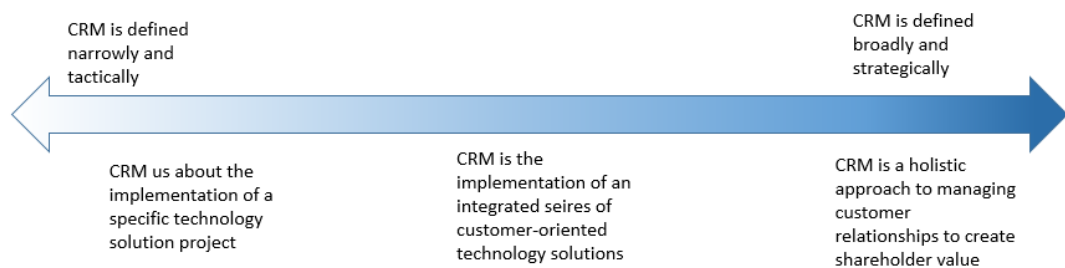 CRM is defined
narrowly and
tactically
CRM is defined
broadly and
strategically
CRM us about the
implementation of a
specific technology
solution project
CRM is the
implementation of an
integrated seires of
customer-oriented
technology solutions
CRM is a holistic
approach to managing
customer
relationships to create
shareholder value